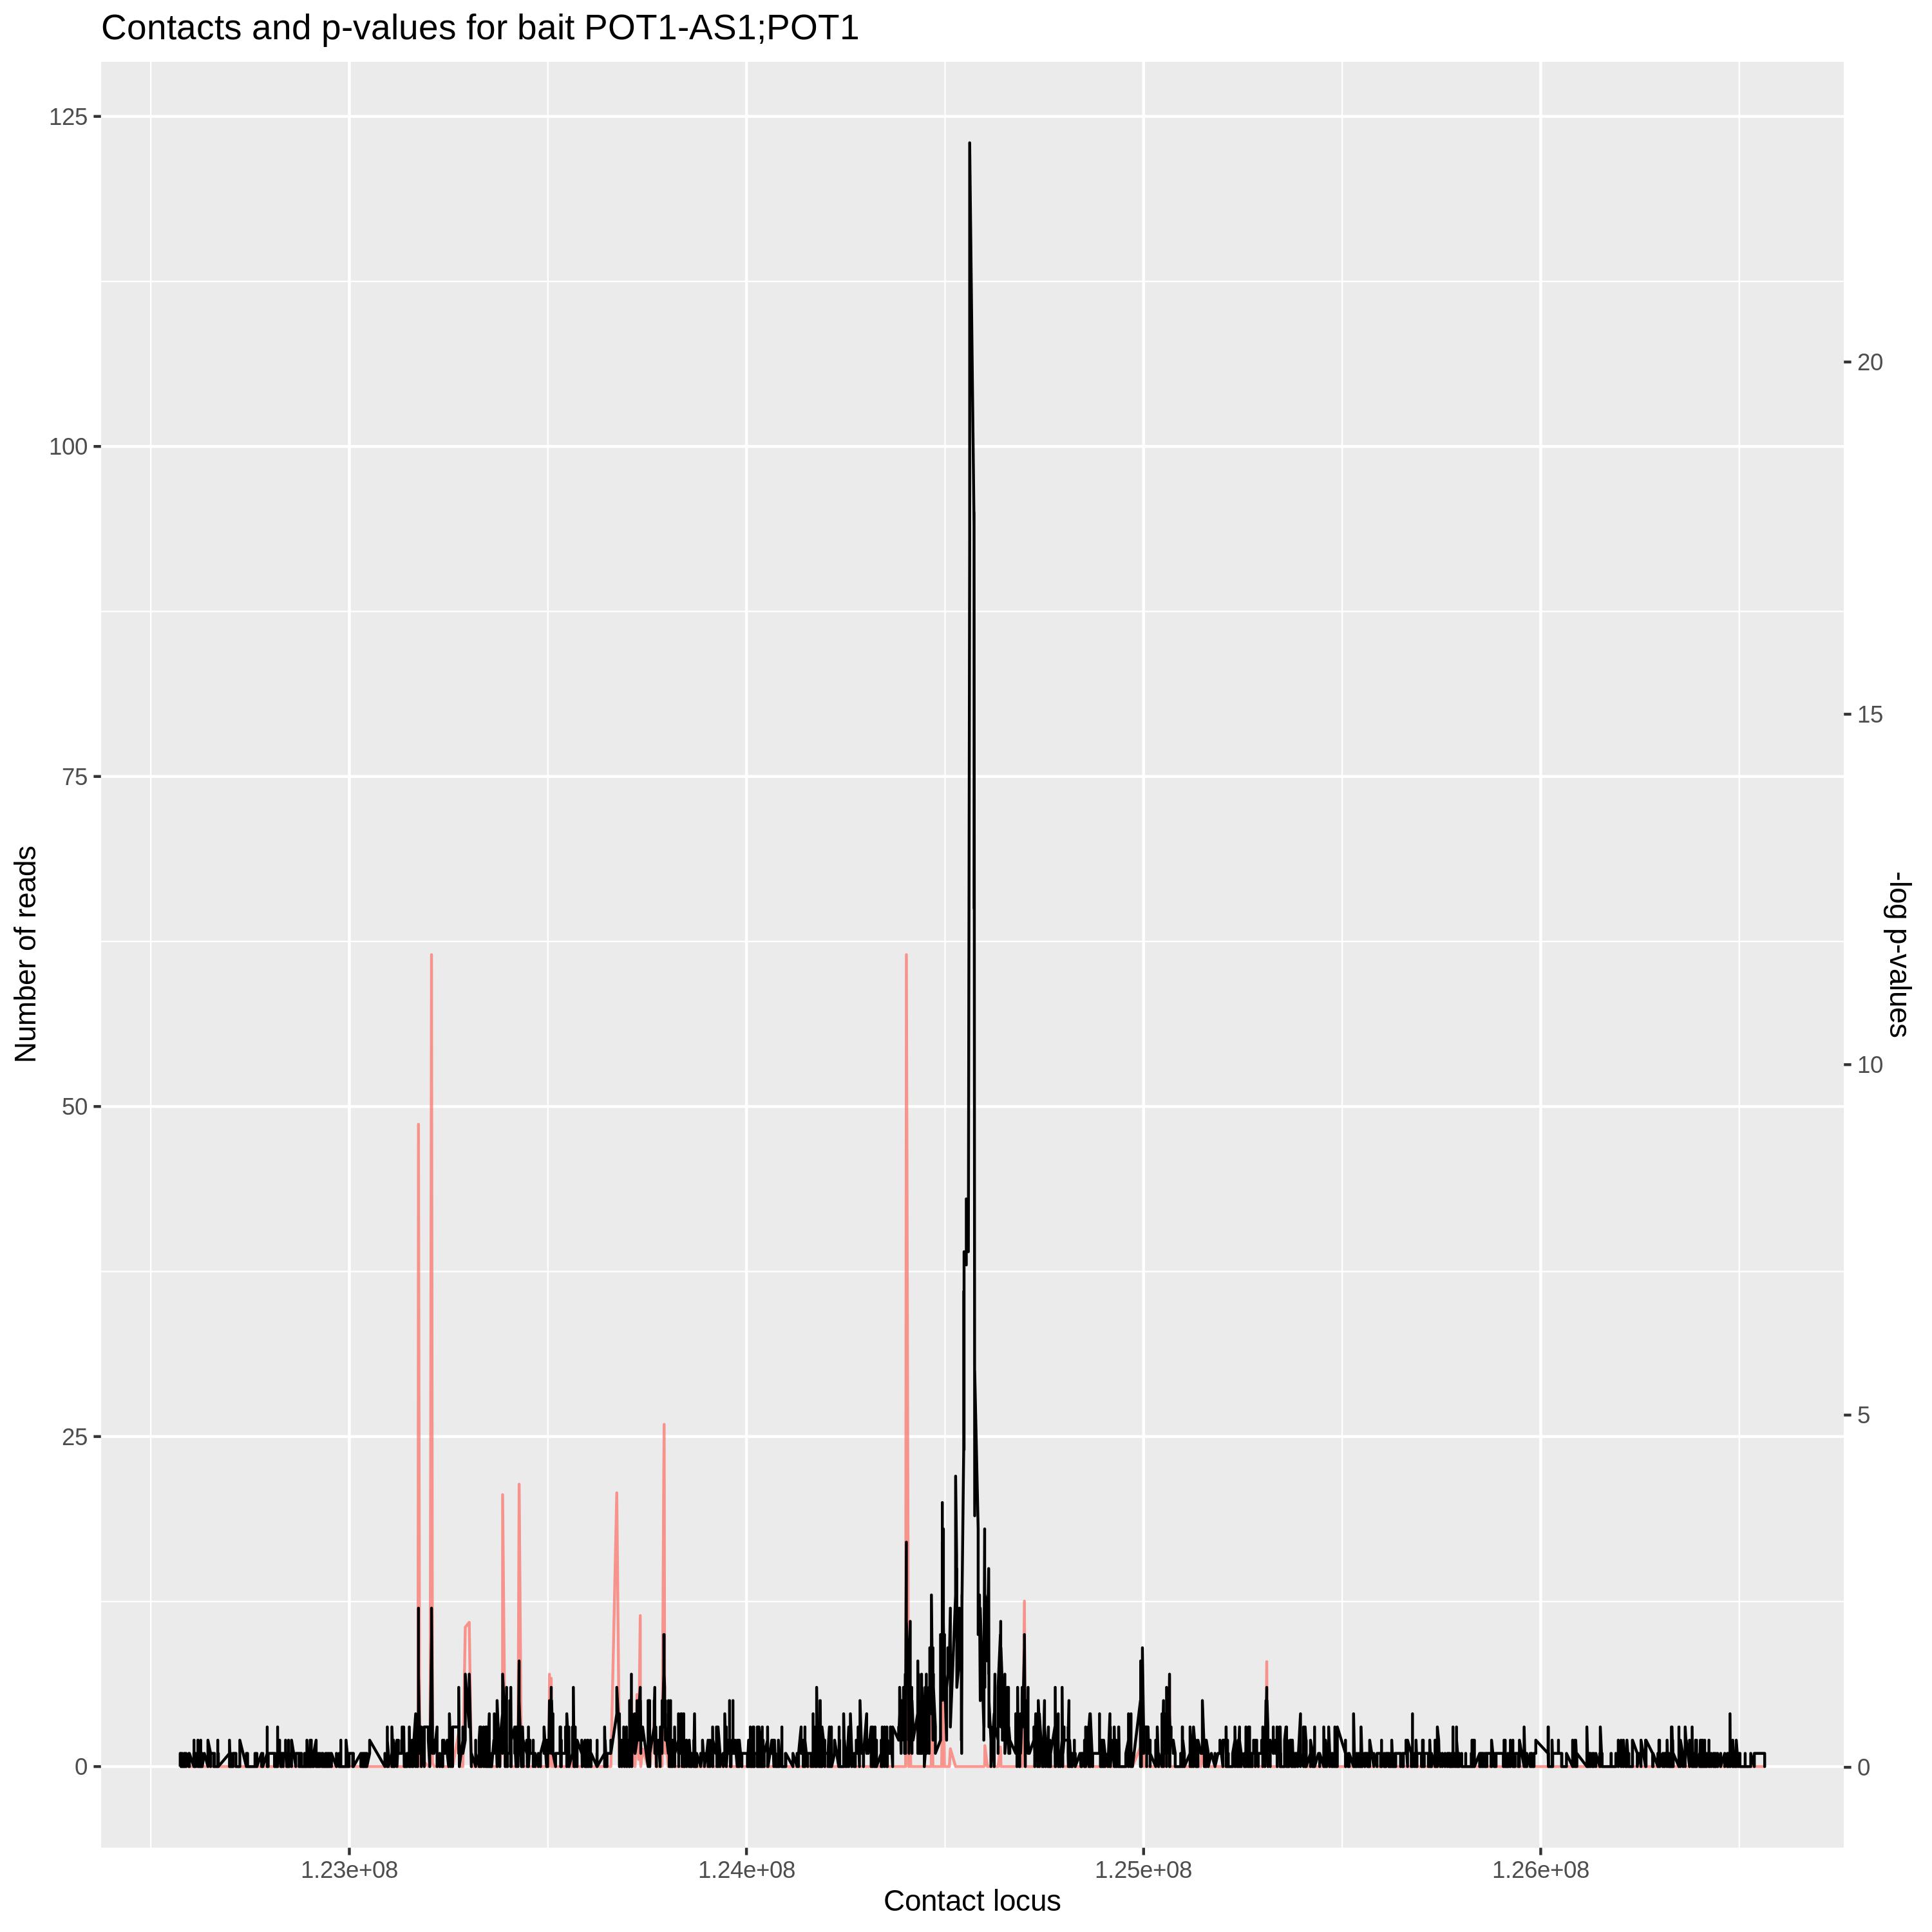 Contacts and p-values for bait POT1-AS1;POT1
125
100
75
50
25
0
Number of reads
20
15
10
5
0
-log p-values
1.23e+08 1.24e+08 1.25e+08 1.26e+08
Contact locus